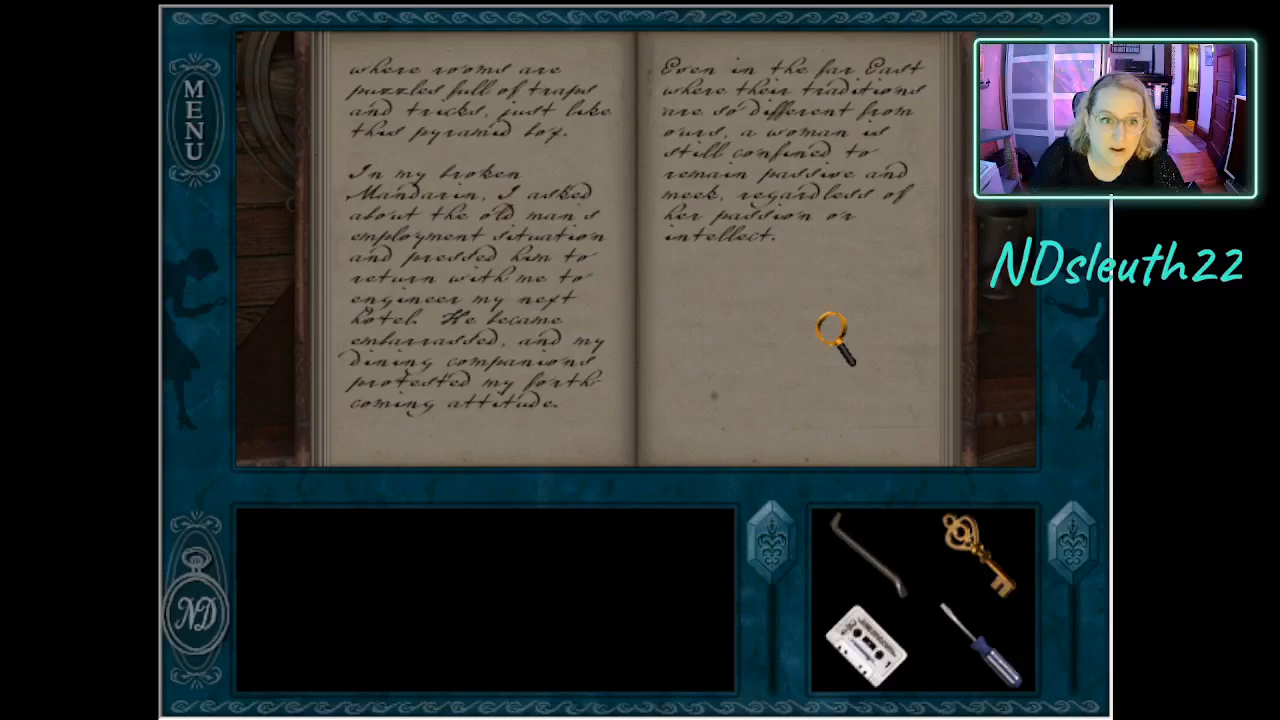 MENU
where rooms are
puzzles full of traps
and tricks, just like
this pyramid box.
In my broken
Mandarin, I asked
about the old man's
employment situation
and pressed him to
return with me to
engineer my next
hotel. He became
embarrassed, and my
dining companions
protested my forth-
coming attitude.
Even in the far East
where their traditions
are so different from
ours, a woman is
still confined to
remain passive and
meek, regardless of
her passion or
intellect.
NDsleuth22
ND